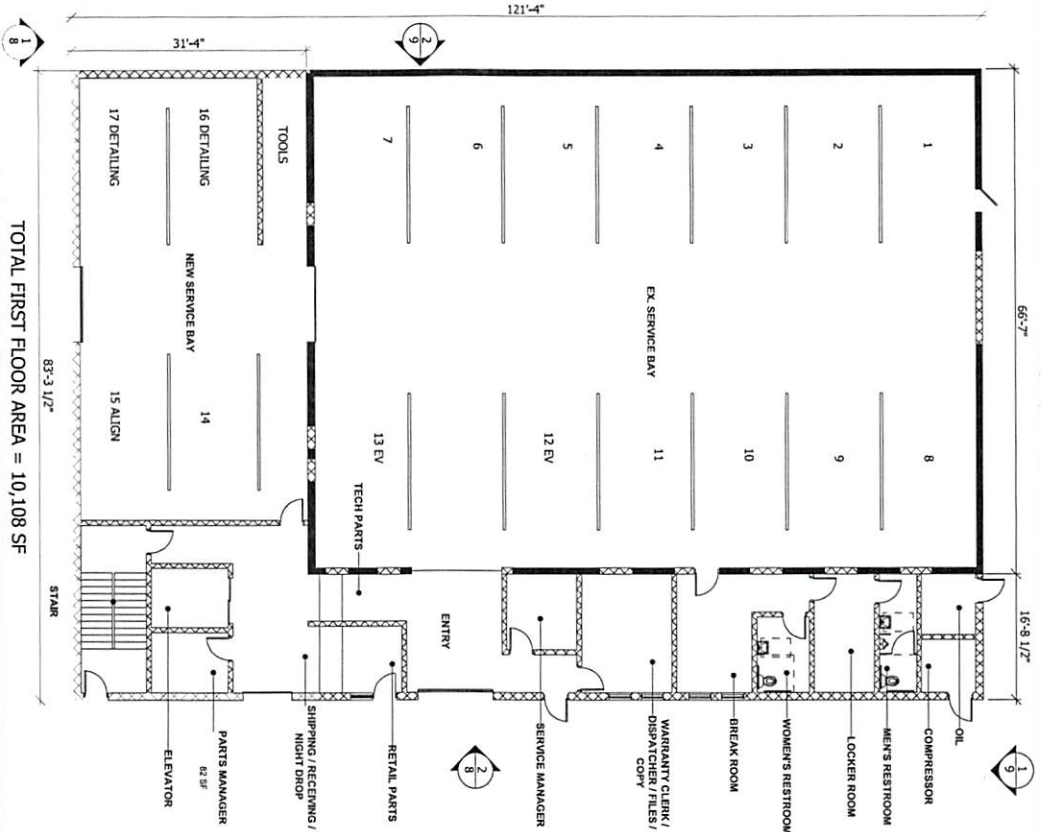 121'-4"
31'-4"
1
8
2
9
TOOLS
16 DETAILING
17 DETAILING
7
6
5
4
3
2
1
66'-7"
NEW SERVICE BAY
EX. SERVICE BAY
83'-3 1/2"
TOTAL FIRST FLOOR AREA = 10,108 SF
15 ALIGN
14
13 EV
12 EV
11
10
9
8
TECH PARTS
ENTRY
STAIR
16'-8 1/2"
ELEVATOR
PARTS MANAGER
82 SF
SHIPPING / RECEIVING /
NIGHT DROP
RETAIL PARTS
2
8
SERVICE MANAGER
WARRANTY CLERK /
DISPATCHER / FILES /
COPY
BREAK ROOM
WOMEN'S RESTROOM
LOCKER ROOM
MEN'S RESTROOM
COMPRESSOR
OIL
1
9